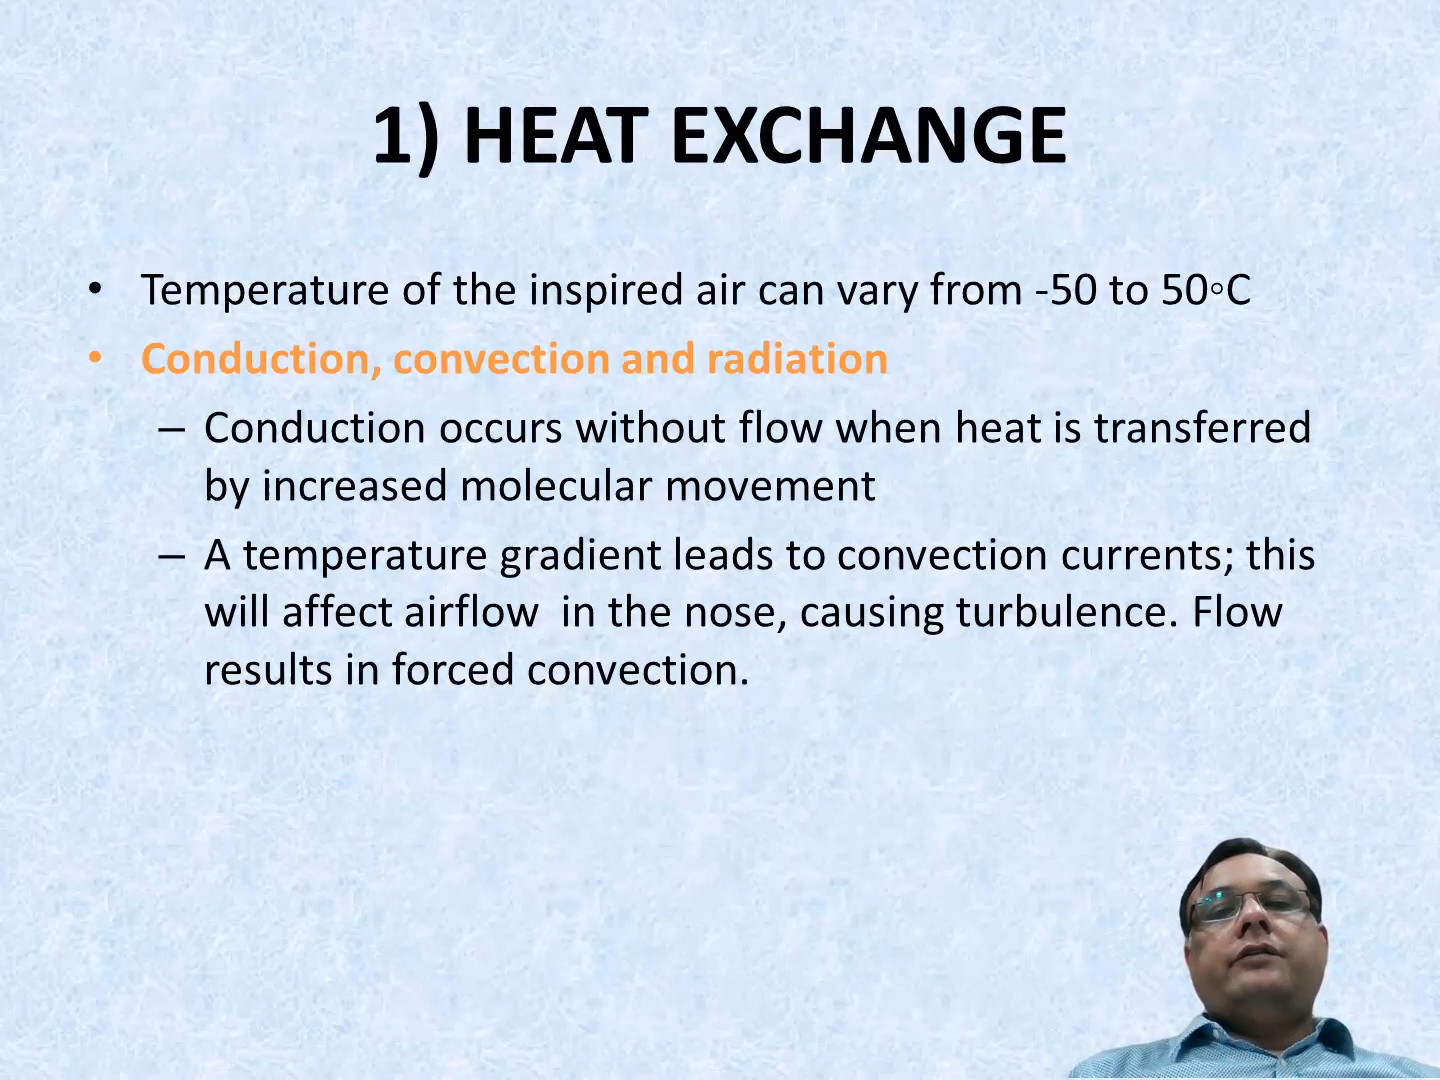 1) HEAT EXCHANGE
• Temperature of the inspired air can vary from -50 to 50◦C
• Conduction, convection and radiation
– Conduction occurs without flow when heat is transferred
by increased molecular movement
– A temperature gradient leads to convection currents; this
will affect airflow  in the nose, causing turbulence. Flow
results in forced convection.